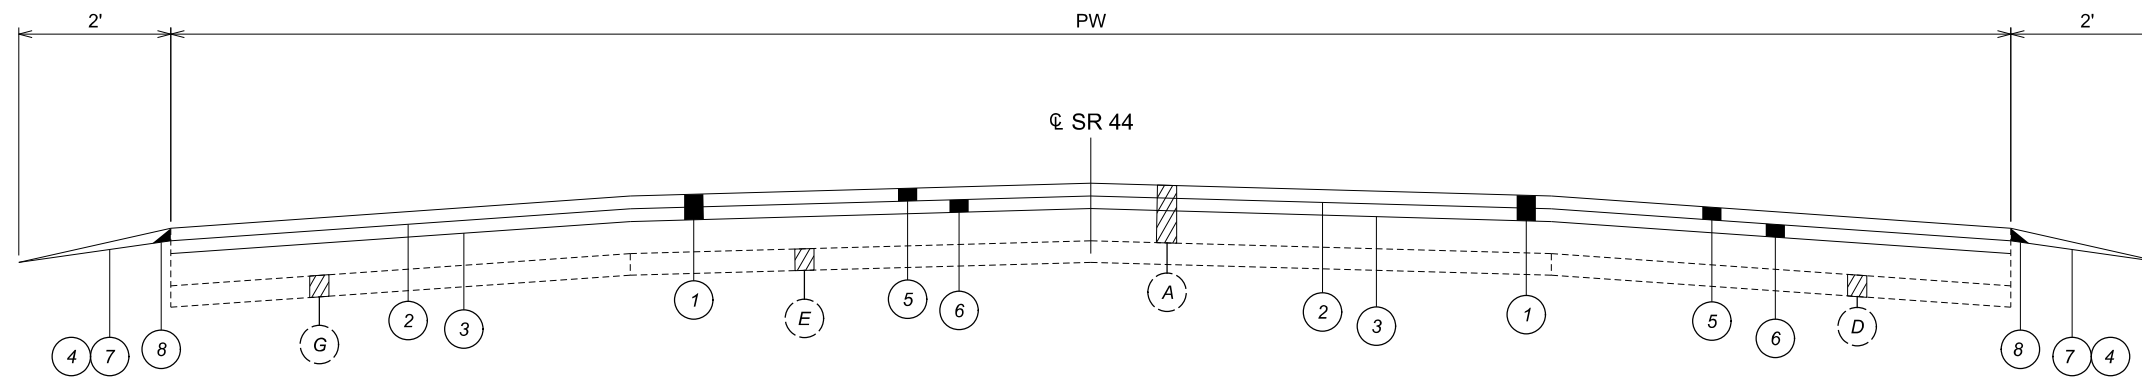 2' PW 2'
℄ SR 44
4 7 8 G 2 3 1 E 5 6 A 2 3 1 5 6 D 8 7 4